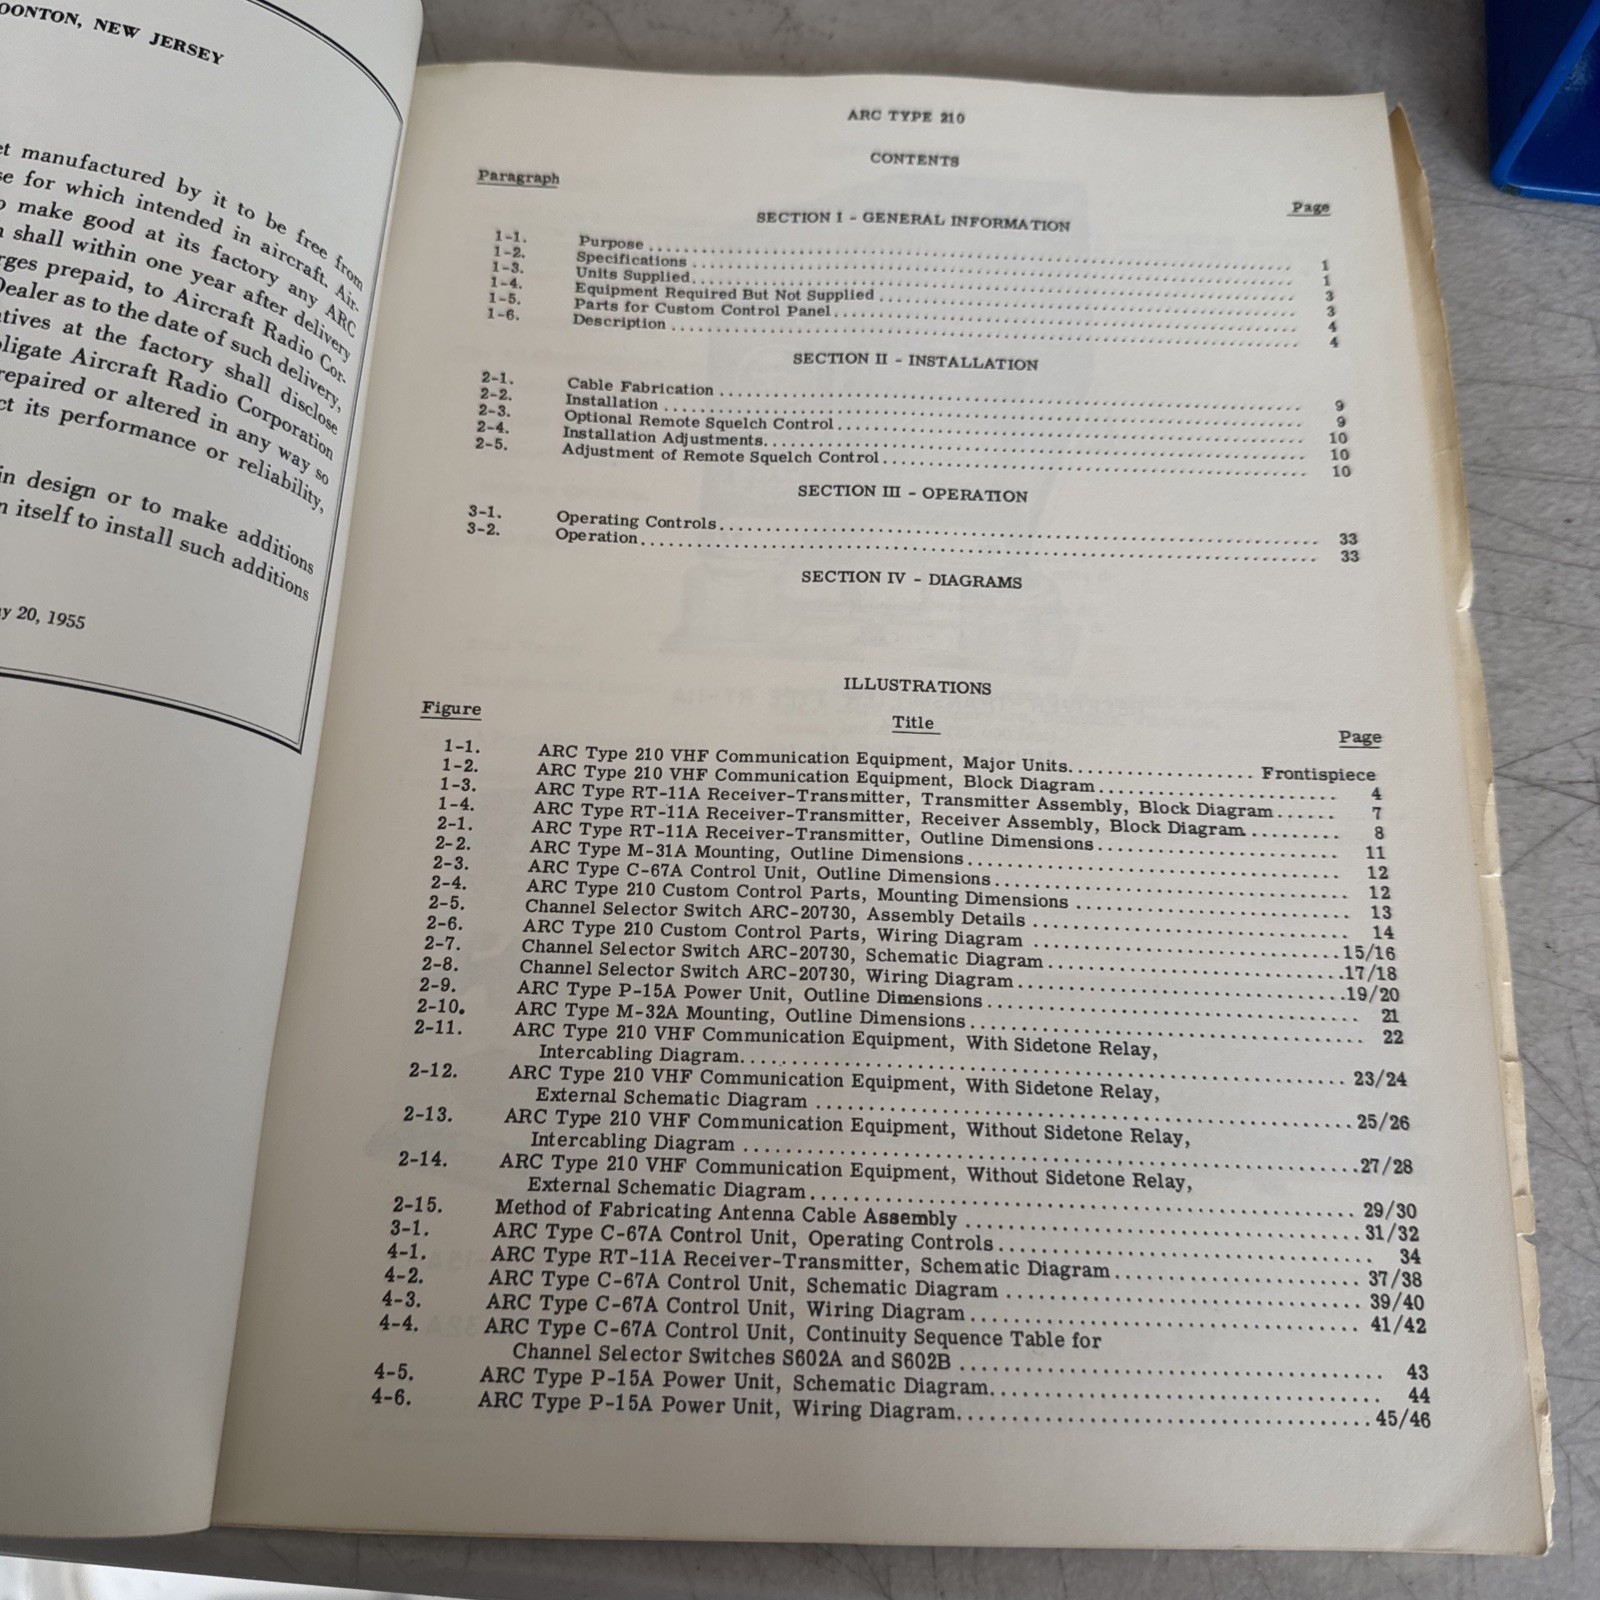 OONTON, NEW JERSEY
manufactured by it to be free from
for which intended in aircraft. Air-
make good at its factory any ARC
shall within one year after delivery
prepaid, to Aircraft Radio Cor-
Dealer as to the date of such delivery,
at the factory shall disclose
Aircraft Radio Corporation
repaired or altered in any way so
its performance or reliability,
in design or to make additions
itself to install such additions
20, 1955
ARC TYPE 210
CONTENTS
Paragraph
Page
SECTION I - GENERAL INFORMATION
1-1. Purpose 1
1-2. Specifications 1
1-3. Units Supplied 3
1-4. Equipment Required But Not Supplied 3
1-5. Parts for Custom Control Panel 4
1-6. Description 4
SECTION II - INSTALLATION
2-1. Cable Fabrication 9
2-2. Installation 9
2-3. Optional Remote Squelch Control 10
2-4. Installation Adjustments 10
2-5. Adjustment of Remote Squelch Control 10
SECTION III - OPERATION
3-1. Operating Controls 33
3-2. Operation 33
SECTION IV - DIAGRAMS
ILLUSTRATIONS
Figure Title Page
1-1. ARC Type 210 VHF Communication Equipment, Major Units Frontispiece
1-2. ARC Type 210 VHF Communication Equipment, Block Diagram 4
1-3. ARC Type RT-11A Receiver-Transmitter, Transmitter Assembly, Block Diagram 7
1-4. ARC Type RT-11A Receiver-Transmitter, Receiver Assembly, Block Diagram 8
2-1. ARC Type RT-11A Receiver-Transmitter, Outline Dimensions 11
2-2. ARC Type M-31A Mounting, Outline Dimensions 12
2-3. ARC Type C-67A Control Unit, Outline Dimensions 12
2-4. ARC Type 210 Custom Control Parts, Mounting Dimensions 13
2-5. Channel Selector Switch ARC-20730, Assembly Details 14
2-6. ARC Type 210 Custom Control Parts, Wiring Diagram 15/16
2-7. Channel Selector Switch ARC-20730, Schematic Diagram 17/18
2-8. Channel Selector Switch ARC-20730, Wiring Diagram 19/20
2-9. ARC Type P-15A Power Unit, Outline Dimensions 21
2-10. ARC Type M-32A Mounting, Outline Dimensions 22
2-11. ARC Type 210 VHF Communication Equipment, With Sidetone Relay,
Intercabling Diagram 23/24
2-12. ARC Type 210 VHF Communication Equipment, With Sidetone Relay,
External Schematic Diagram 25/26
2-13. ARC Type 210 VHF Communication Equipment, Without Sidetone Relay,
Intercabling Diagram 27/28
2-14. ARC Type 210 VHF Communication Equipment, Without Sidetone Relay,
External Schematic Diagram 29/30
2-15. Method of Fabricating Antenna Cable Assembly 31/32
3-1. ARC Type C-67A Control Unit, Operating Controls 34
4-1. ARC Type RT-11A Receiver-Transmitter, Schematic Diagram 37/38
4-2. ARC Type C-67A Control Unit, Schematic Diagram 39/40
4-3. ARC Type C-67A Control Unit, Wiring Diagram 41/42
4-4. ARC Type C-67A Control Unit, Continuity Sequence Table for
Channel Selector Switches S602A and S602B 43
4-5. ARC Type P-15A Power Unit, Schematic Diagram 44
4-6. ARC Type P-15A Power Unit, Wiring Diagram 45/46